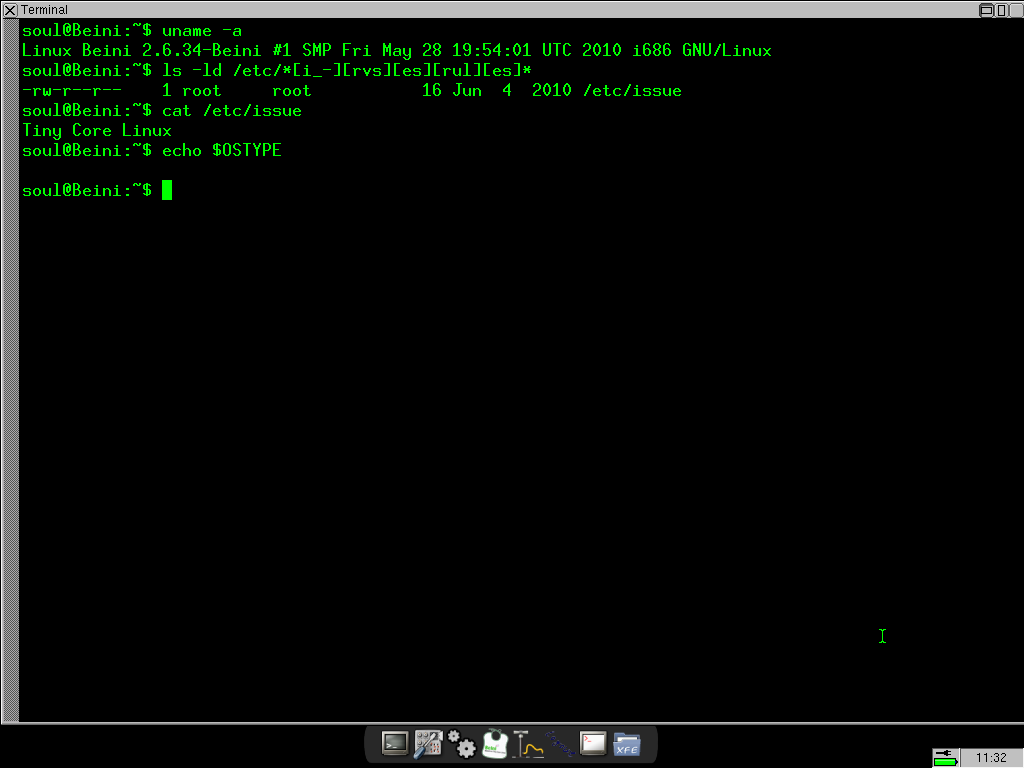 Terminal
soul@Beini:~$ uname -a
Linux Beini 2.6.34-Beini #1 SMP Fri May 28 19:54:01 UTC 2010 i686 GNU/Linux
soul@Beini:~$ ls -ld /etc/*[i_-][rvs][es][rul][es]*
-rw-r--r--    1 root     root           16 Jun  4  2010 /etc/issue
soul@Beini:~$ cat /etc/issue
Tiny Core Linux
soul@Beini:~$ echo $OSTYPE
soul@Beini:~$
XFE
11:32